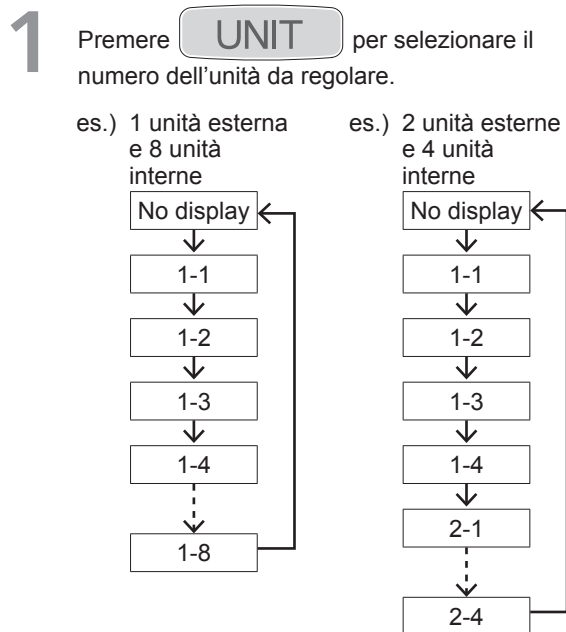 1
Premere UNIT per selezionare il
numero dell'unità da regolare.
es.) 1 unità esterna
e 8 unità
interne
No display
1-1
1-2
1-3
1-4
1-8
es.) 2 unità esterne
e 4 unità
interne
No display
1-1
1-2
1-3
1-4
2-1
2-4